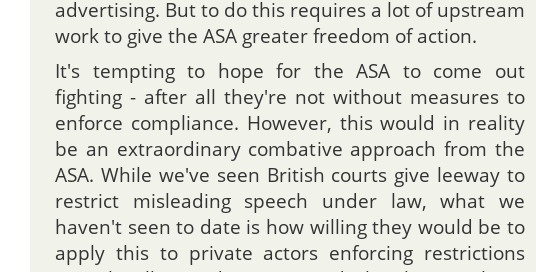 advertising. But to do this requires a lot of upstream
work to give the ASA greater freedom of action.
It's tempting to hope for the ASA to come out
fighting - after all they're not without measures to
enforce compliance. However, this would in reality
be an extraordinary combative approach from the
ASA. While we've seen British courts give leeway to
restrict misleading speech under law, what we
haven't seen to date is how willing they would be to
apply this to private actors enforcing restrictions